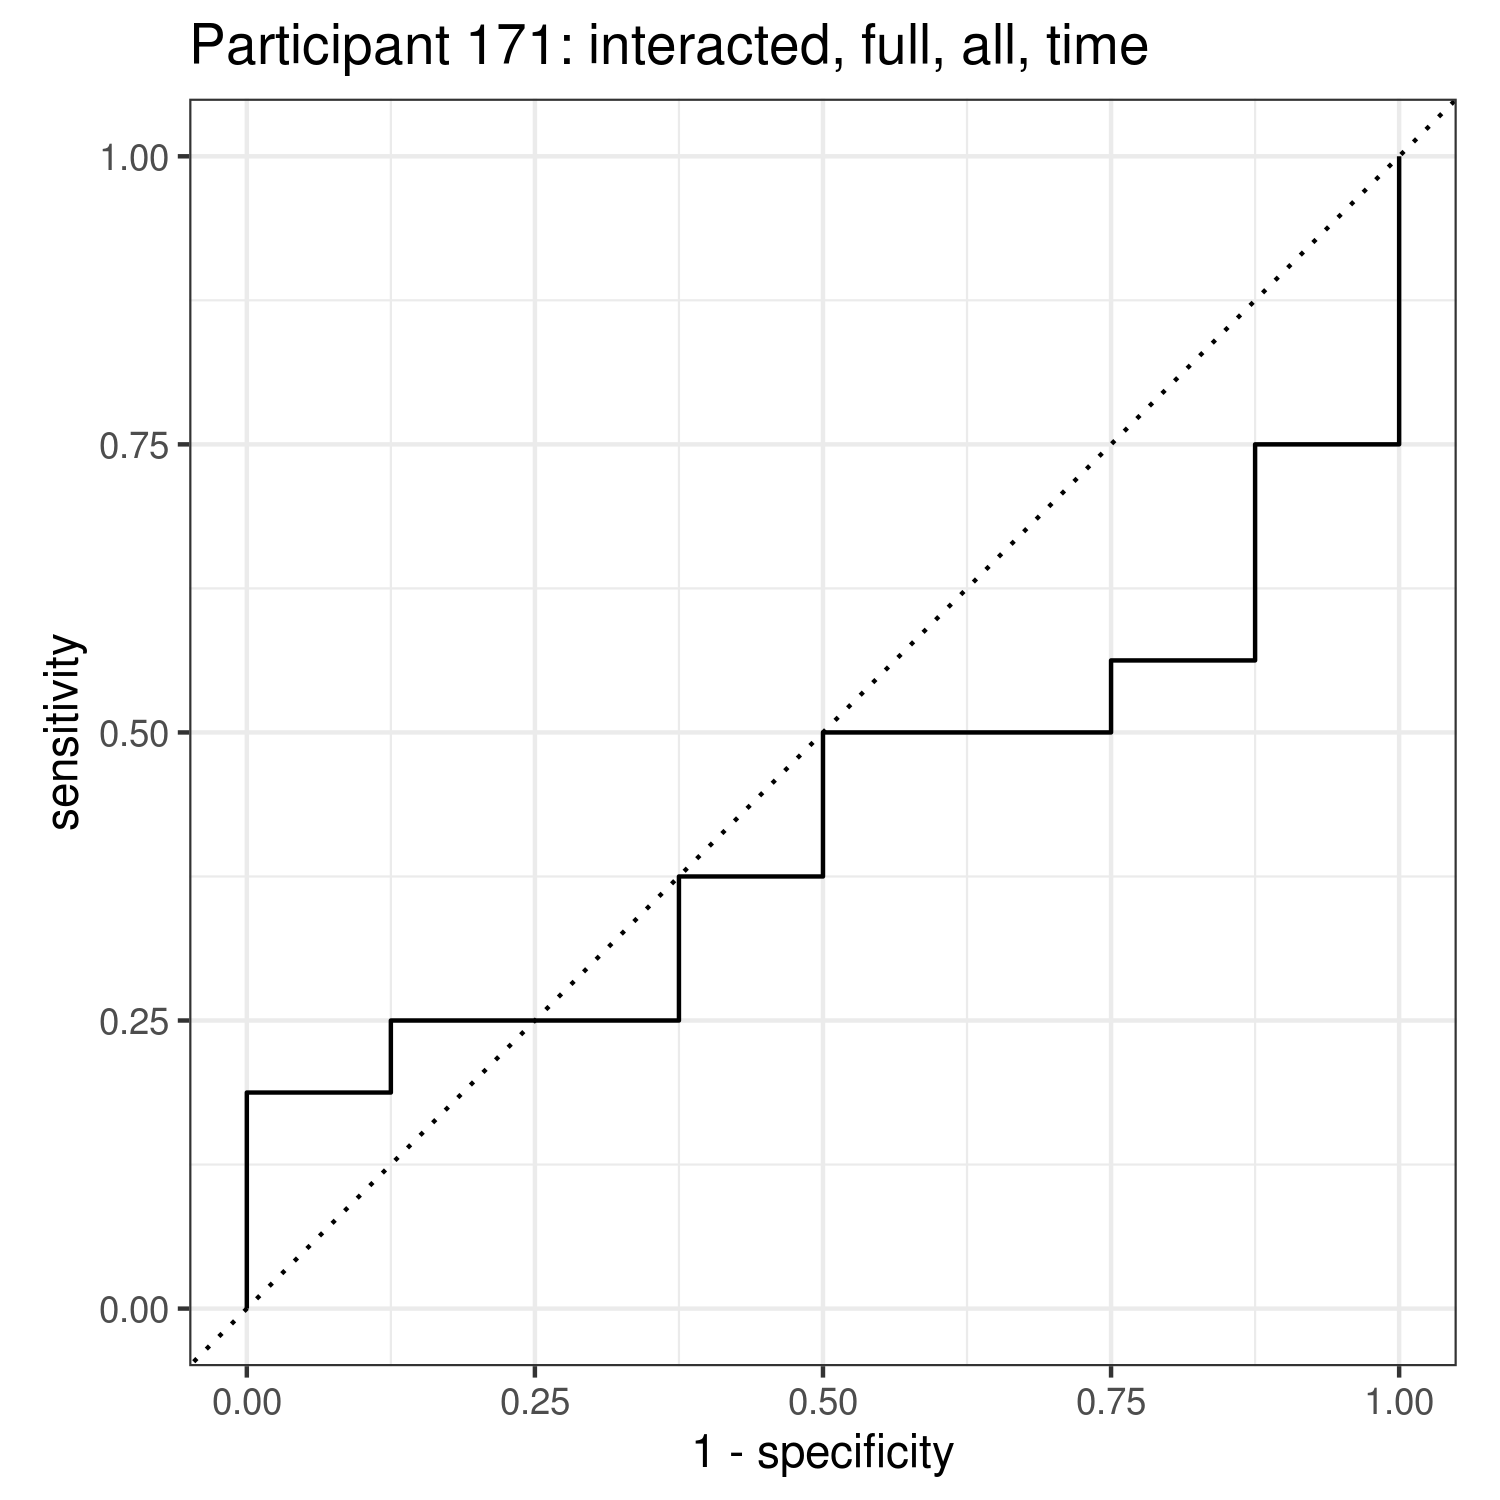 Participant 171: interacted, full, all, time
1.00
0.75
0.50
0.25
0.00
sensitivity
0.00 0.25 0.50 0.75 1.00
1 - specificity